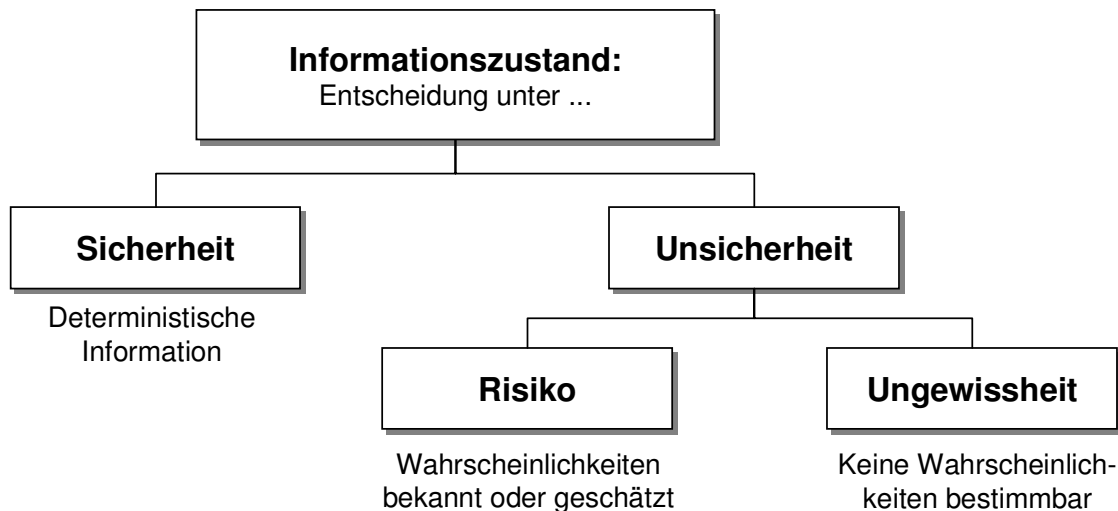 Informationszustand:
Entscheidung unter ...
Sicherheit
Unsicherheit
Deterministische
Information
Risiko
Ungewissheit
Wahrscheinlichkeiten
bekannt oder geschätzt
Keine Wahrscheinlich-
keiten bestimmbar